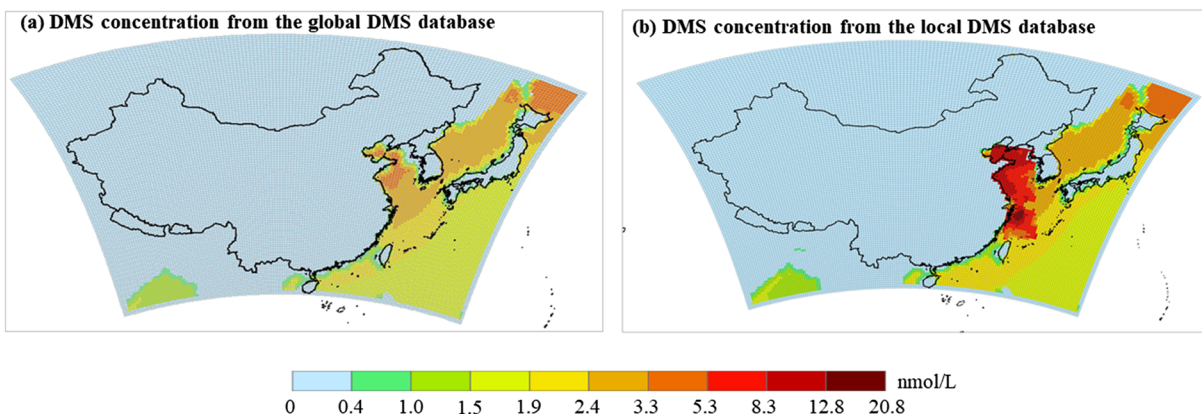 (a) DMS concentration from the global DMS database
(b) DMS concentration from the local DMS database
nmol/L
0 0.4 1.0 1.5 1.9 2.4 3.3 5.3 8.3 12.8 20.8